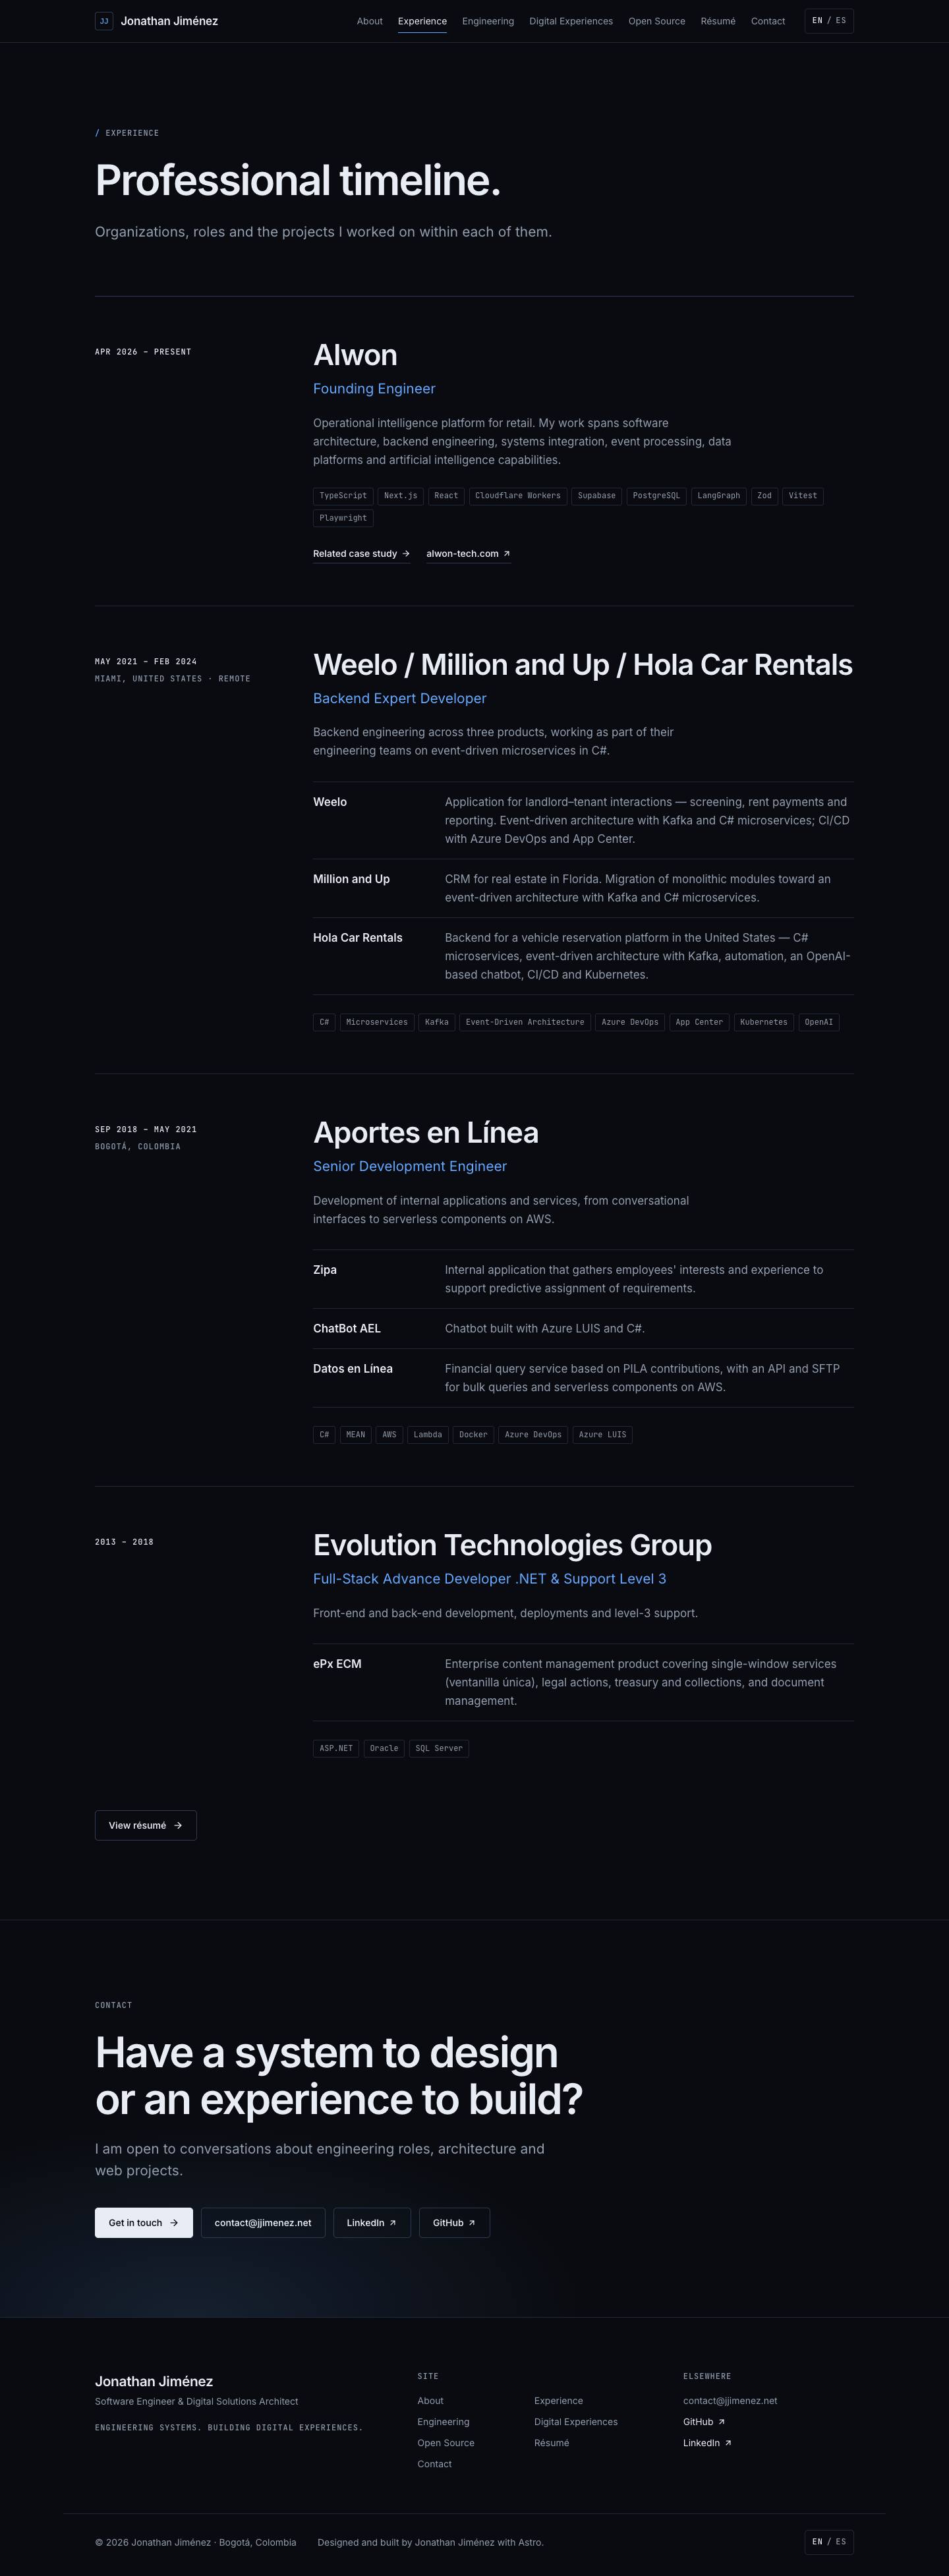 JJ Jonathan Jiménez About Experience Engineering Digital Experiences Open Source Résumé Contact EN / ES
/ EXPERIENCE
Professional timeline.
Organizations, roles and the projects I worked on within each of them.
APR 2026 – PRESENT
Alwon
Founding Engineer
Operational intelligence platform for retail. My work spans software
architecture, backend engineering, systems integration, event processing, data
platforms and artificial intelligence capabilities.
TypeScript Next.js React Cloudflare Workers Supabase PostgreSQL LangGraph Zod Vitest
Playwright
Related case study → alwon-tech.com ↗
MAY 2021 – FEB 2024
MIAMI, UNITED STATES · REMOTE
Weelo / Million and Up / Hola Car Rentals
Backend Expert Developer
Backend engineering across three products, working as part of their
engineering teams on event-driven microservices in C#.
Weelo
Application for landlord–tenant interactions — screening, rent payments and
reporting. Event-driven architecture with Kafka and C# microservices; CI/CD
with Azure DevOps and App Center.
Million and Up
CRM for real estate in Florida. Migration of monolithic modules toward an
event-driven architecture with Kafka and C# microservices.
Hola Car Rentals
Backend for a vehicle reservation platform in the United States — C#
microservices, event-driven architecture with Kafka, automation, an OpenAI-
based chatbot, CI/CD and Kubernetes.
C# Microservices Kafka Event-Driven Architecture Azure DevOps App Center Kubernetes OpenAI
SEP 2018 – MAY 2021
BOGOTÁ, COLOMBIA
Aportes en Línea
Senior Development Engineer
Development of internal applications and services, from conversational
interfaces to serverless components on AWS.
Zipa
Internal application that gathers employees' interests and experience to
support predictive assignment of requirements.
ChatBot AEL
Chatbot built with Azure LUIS and C#.
Datos en Línea
Financial query service based on PILA contributions, with an API and SFTP
for bulk queries and serverless components on AWS.
C# MEAN AWS Lambda Docker Azure DevOps Azure LUIS
2013 – 2018
Evolution Technologies Group
Full-Stack Advance Developer .NET & Support Level 3
Front-end and back-end development, deployments and level-3 support.
ePx ECM
Enterprise content management product covering single-window services
(ventanilla única), legal actions, treasury and collections, and document
management.
ASP.NET Oracle SQL Server
View résumé →
CONTACT
Have a system to design
or an experience to build?
I am open to conversations about engineering roles, architecture and
web projects.
Get in touch → contact@jjimenez.net LinkedIn ↗ GitHub ↗
Jonathan Jiménez
Software Engineer & Digital Solutions Architect
ENGINEERING SYSTEMS. BUILDING DIGITAL EXPERIENCES.
SITE
About Experience
Engineering Digital Experiences
Open Source Résumé
Contact
ELSEWHERE
contact@jjimenez.net
GitHub ↗
LinkedIn ↗
© 2026 Jonathan Jiménez · Bogotá, Colombia Designed and built by Jonathan Jiménez with Astro. EN / ES